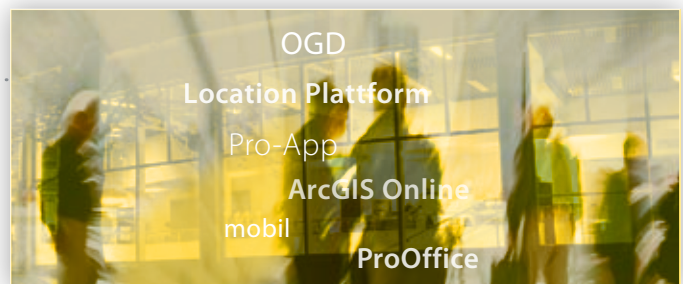 OGD
Location Plattform
Pro-App
ArcGIS Online
mobil
ProOffice